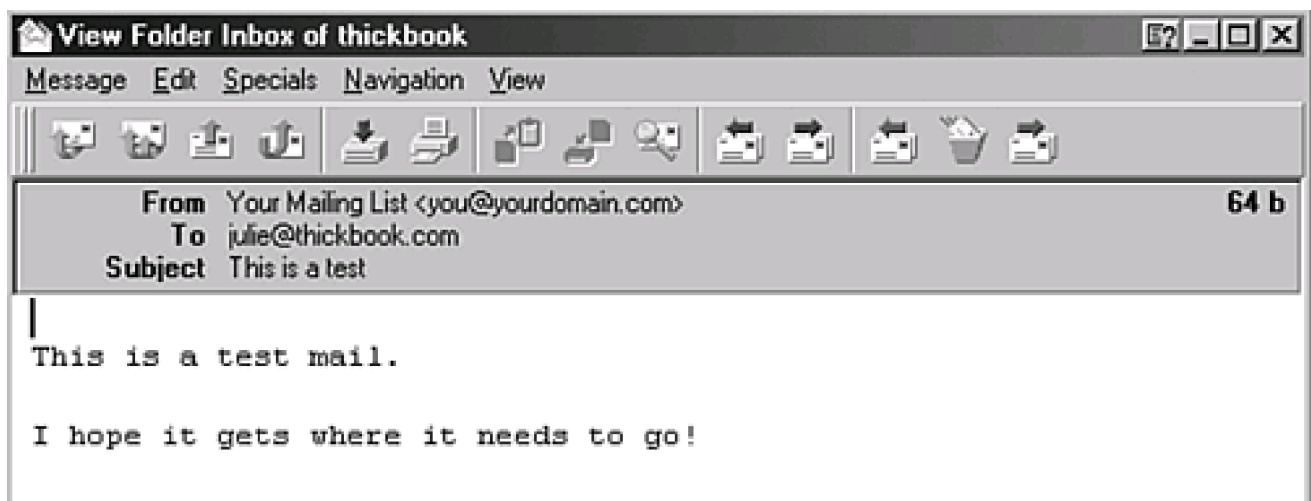 View Folder Inbox of thickbook
Message Edit Specials Navigation View
From Your Mailing List <you@yourdomain.com> 64 b
To julie@thickbook.com
Subject This is a test
This is a test mail.
I hope it gets where it needs to go!